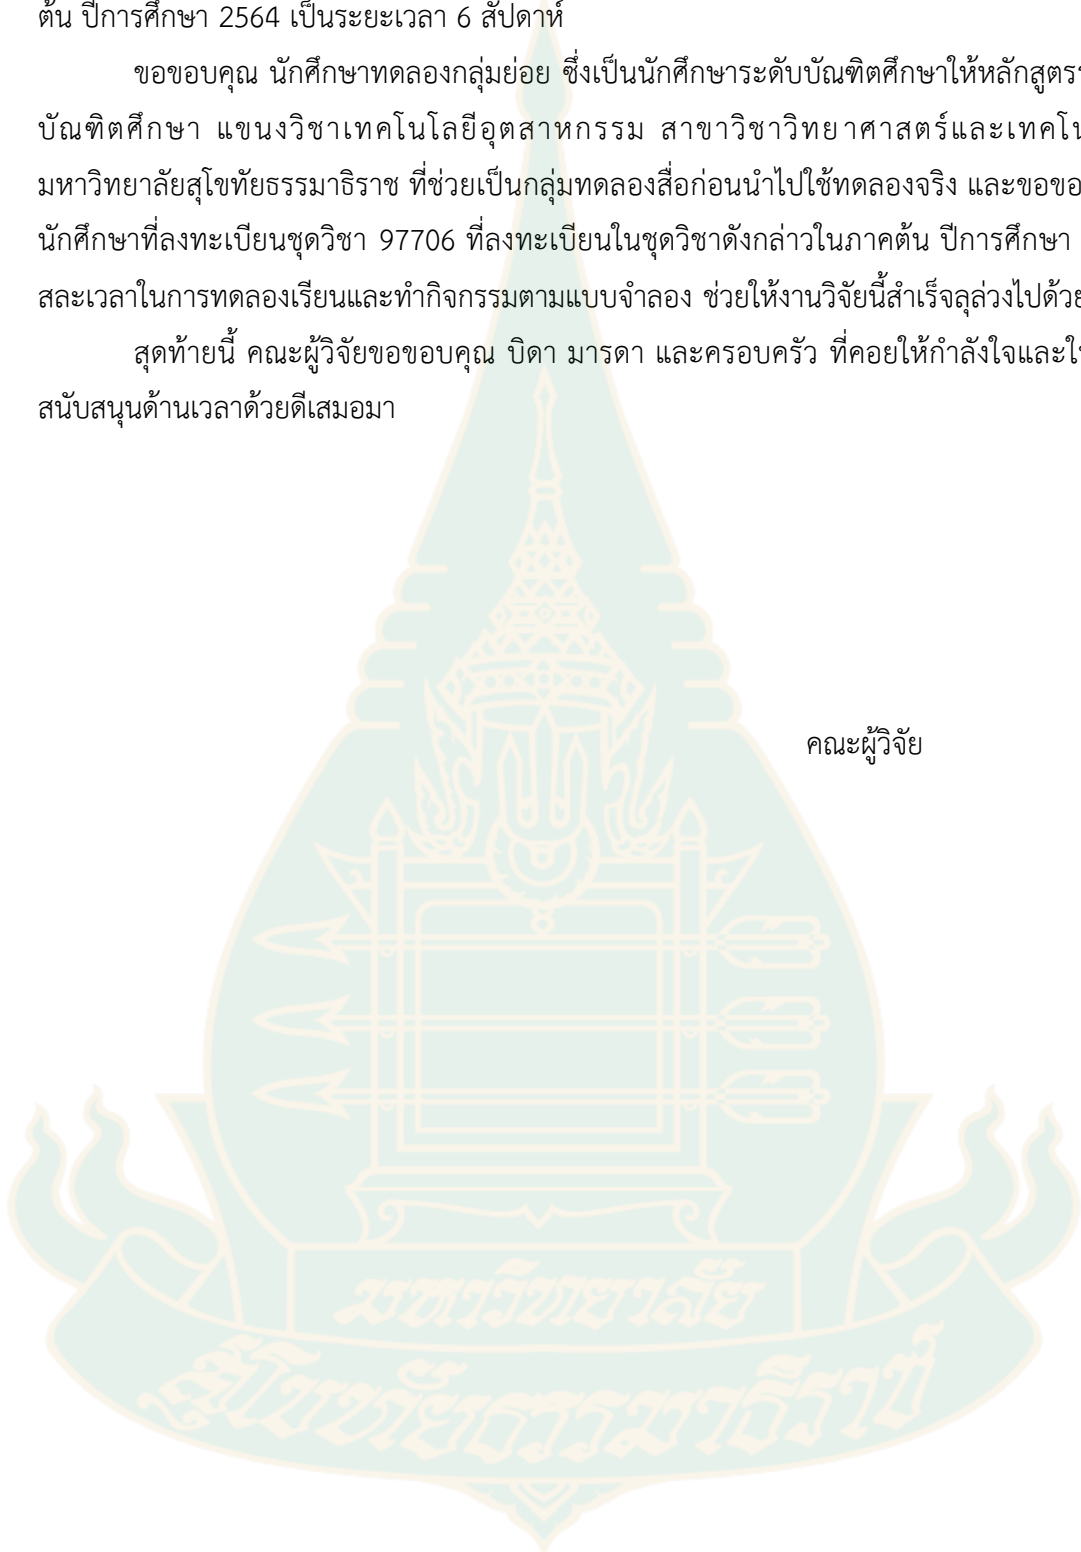 ต้น ปีการศึกษา 2564 เป็นระยะเวลา 6 สัปดาห์
ขอขอบคุณ นักศึกษาทดลองกลุ่มย่อย ซึ่งเป็นนักศึกษาระดับบัณฑิตศึกษาให้หลักสูตร
บัณฑิตศึกษา แขนงวิชาเทคโนโลยีอุตสาหกรรม สาขาวิชาวิทยาศาสตร์และเทคโน
มหาวิทยาลัยสุโขทัยธรรมาธิราช ที่ช่วยเป็นกลุ่มทดลองสื่อก่อนนำไปใช้ทดลองจริง และขอขอ
นักศึกษาที่ลงทะเบียนชุดวิชา 97706 ที่ลงทะเบียนในชุดวิชาดังกล่าวในภาคต้น ปีการศึกษา
สละเวลาในการทดลองเรียนและทำกิจกรรมตามแบบจำลอง ช่วยให้งานวิจัยนี้สำเร็จลุล่วงไปด้วย
สุดท้ายนี้ คณะผู้วิจัยขอขอบคุณ บิดา มารดา และครอบครัว ที่คอยให้กำลังใจและให้
สนับสนุนด้านเวลาด้วยดีเสมอมา
คณะผู้วิจัย
มหาวิทยาลัย
สุโขทัยธรรมาธิราช